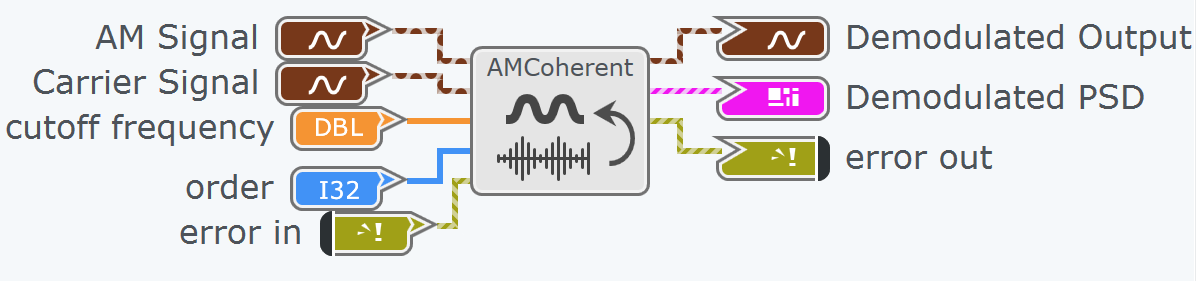 AM Signal
Carrier Signal
cutoff frequency
DBL
order
I32
error in
!
AMCoherent
Demodulated Output
Demodulated PSD
error out
!